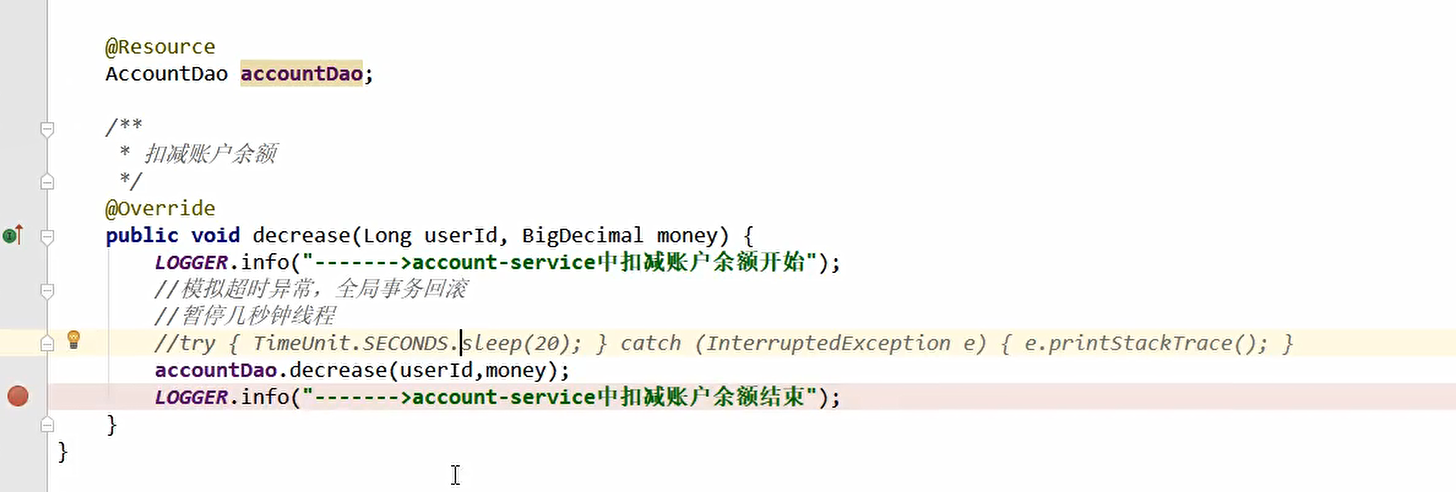 @Resource
AccountDao accountDao;
/**
* 扣减账户余额
*/
@Override
public void decrease(Long userId, BigDecimal money) {
LOGGER.info("------->account-service中扣减账户余额开始");
//模拟超时异常，全局事务回滚
//暂停几秒钟线程
//try { TimeUnit.SECONDS.sleep(20); } catch (InterruptedException e) { e.printStackTrace(); }
accountDao.decrease(userId,money);
LOGGER.info("------->account-service中扣减账户余额结束");
}
}